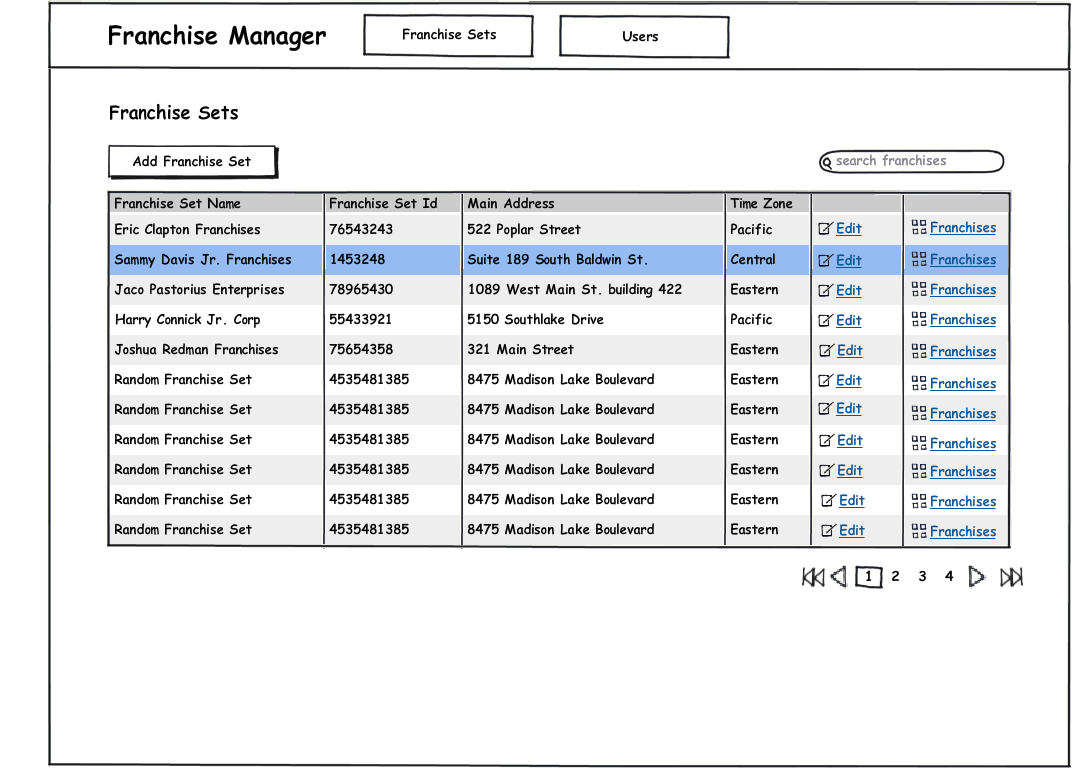 Franchise Manager Franchise Sets Users
Franchise Sets
Add Franchise Set search franchises
Franchise Set Name Franchise Set Id Main Address Time Zone
Eric Clapton Franchises 76543243 522 Poplar Street Pacific Edit Franchises
Sammy Davis Jr. Franchises 1453248 Suite 189 South Baldwin St. Central Edit Franchises
Jaco Pastorius Enterprises 78965430 1089 West Main St. building 422 Eastern Edit Franchises
Harry Connick Jr. Corp 55433921 5150 Southlake Drive Pacific Edit Franchises
Joshua Redman Franchises 75654358 321 Main Street Eastern Edit Franchises
Random Franchise Set 4535481385 8475 Madison Lake Boulevard Eastern Edit Franchises
Random Franchise Set 4535481385 8475 Madison Lake Boulevard Eastern Edit Franchises
Random Franchise Set 4535481385 8475 Madison Lake Boulevard Eastern Edit Franchises
Random Franchise Set 4535481385 8475 Madison Lake Boulevard Eastern Edit Franchises
Random Franchise Set 4535481385 8475 Madison Lake Boulevard Eastern Edit Franchises
Random Franchise Set 4535481385 8475 Madison Lake Boulevard Eastern Edit Franchises
1 2 3 4